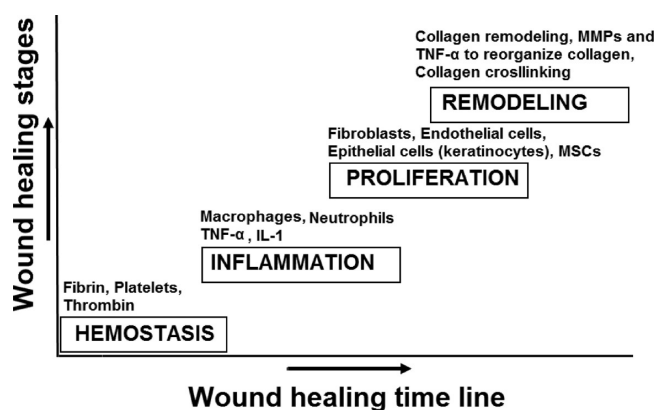 Wound healing stages
Collagen remodeling, MMPs and
TNF-α to reorganize collagen,
Collagen crosllinking
REMODELING
Fibroblasts, Endothelial cells,
Epithelial cells (keratinocytes), MSCs
PROLIFERATION
Macrophages, Neutrophils
TNF-α , IL-1
INFLAMMATION
Fibrin, Platelets,
Thrombin
HEMOSTASIS
Wound healing time line